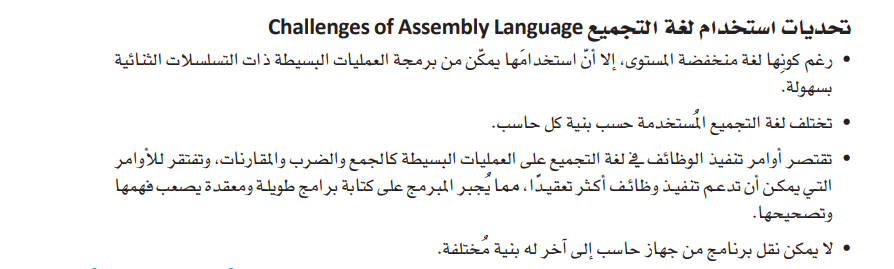 تحديات استخدام لغة التجميع Challenges of Assembly Language
• رغم كونِها لغة منخفضة المستوى، إلا أنّ استخدامَها يمكّن من برمجة العمليات البسيطة ذات التسلسلات الثنائية
بسهولة.
• تختلف لغة التجميع المُستخدمة حسب بنية كل حاسب.
• تقتصر أوامر تنفيذ الوظائف في لغة التجميع على العمليات البسيطة كالجمع والضرب والمقارنات، وتفتقر للأوامر
التي يمكن أن تدعم تنفيذ وظائف أكثر تعقيدًا، مما يُجبر المبرمج على كتابة برامج طويلة ومعقدة يصعب فهمها
وتصحيحها.
• لا يمكن نقل برنامج من جهاز حاسب إلى آخر له بنية مُختلفة.